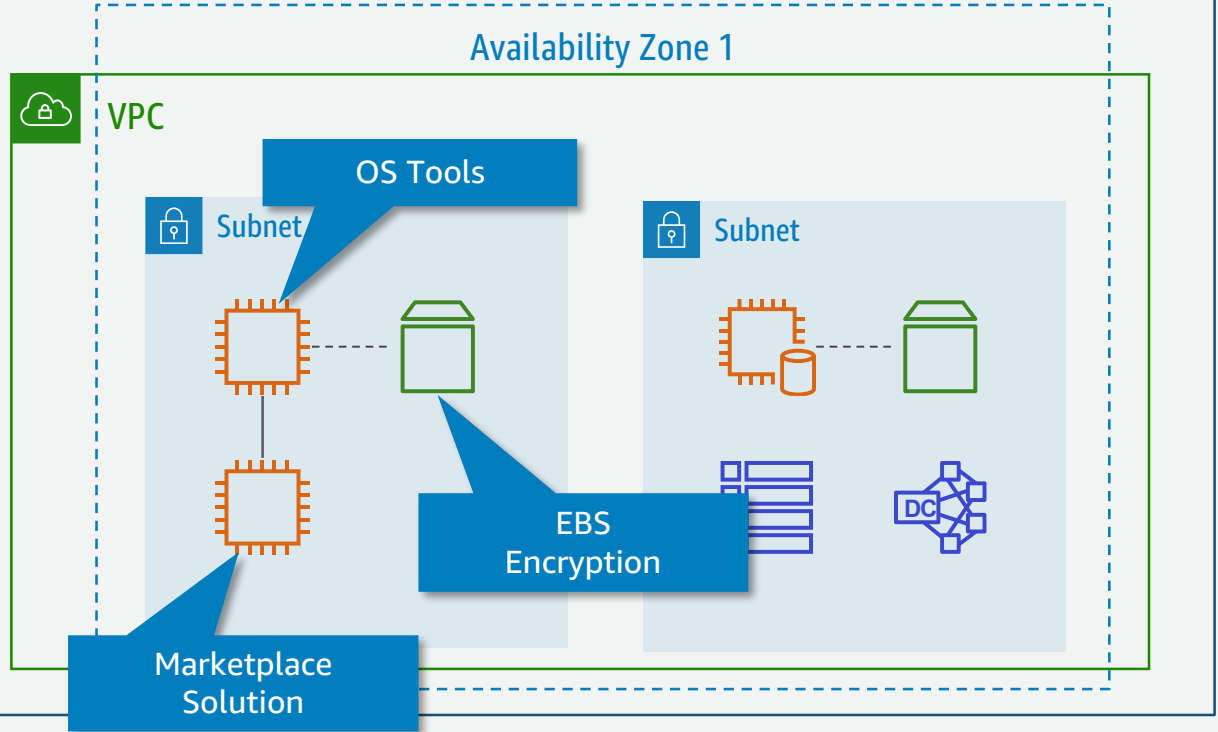 Availability Zone 1
VPC
OS Tools
Subnet
Subnet
DC
EBS
Encryption
Marketplace
Solution